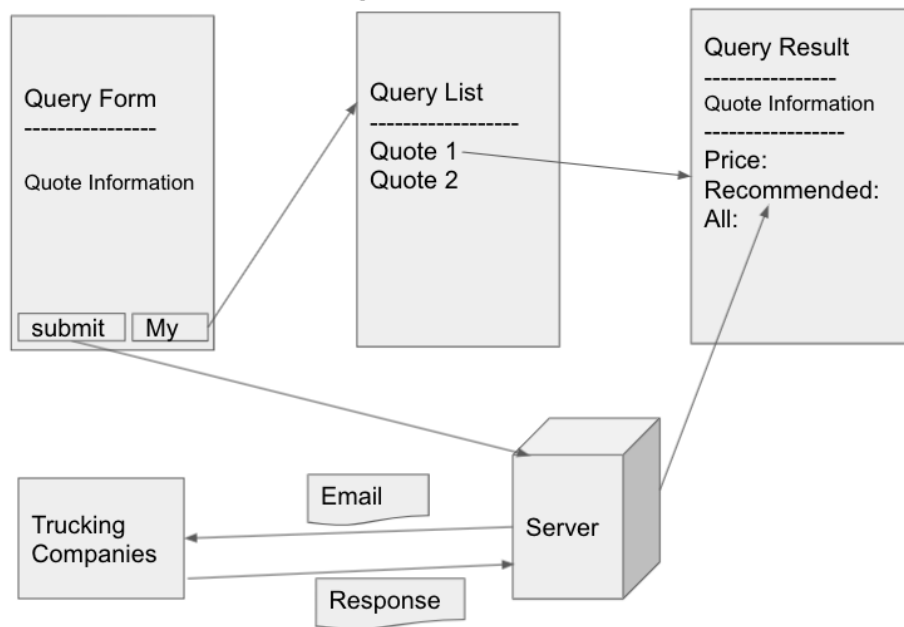 Query Form
----------------
Quote Information
submit
My
Query List
------------------
Quote 1
Quote 2
Query Result
----------------
Quote Information
-----------------
Price:
Recommended:
All:
Trucking
Companies
Email
Response
Server